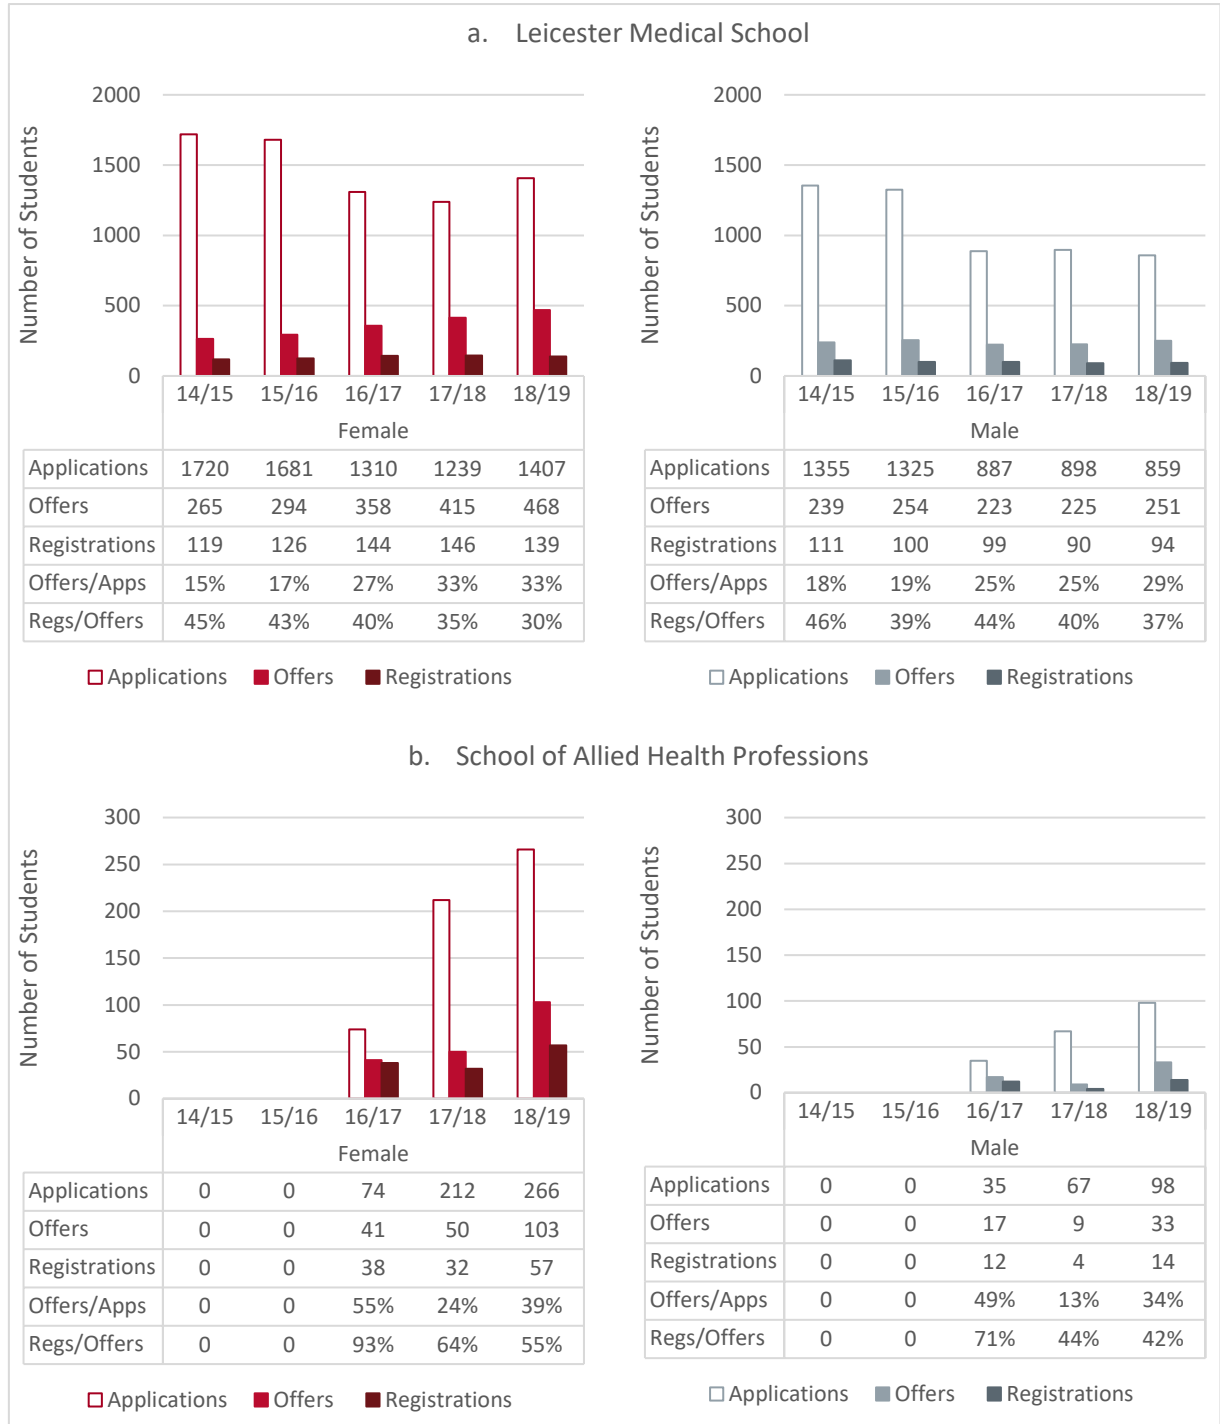 a. Leicester Medical School
Number of Students
2000
1500
1000
500
0
14/15 15/16 16/17 17/18 18/19
Female
Applications 1720 1681 1310 1239 1407
Offers 265 294 358 415 468
Registrations 119 126 144 146 139
Offers/Apps 15% 17% 27% 33% 33%
Regs/Offers 45% 43% 40% 35% 30%
Applications Offers Registrations
Number of Students
2000
1500
1000
500
0
14/15 15/16 16/17 17/18 18/19
Male
Applications 1355 1325 887 898 859
Offers 239 254 223 225 251
Registrations 111 100 99 90 94
Offers/Apps 18% 19% 25% 25% 29%
Regs/Offers 46% 39% 44% 40% 37%
Applications Offers Registrations
b. School of Allied Health Professions
Number of Students
300
250
200
150
100
50
0
14/15 15/16 16/17 17/18 18/19
Female
Applications 0 0 74 212 266
Offers 0 0 41 50 103
Registrations 0 0 38 32 57
Offers/Apps 0 0 55% 24% 39%
Regs/Offers 0 0 93% 64% 55%
Applications Offers Registrations
Number of Students
300
250
200
150
100
50
0
14/15 15/16 16/17 17/18 18/19
Male
Applications 0 0 35 67 98
Offers 0 0 17 9 33
Registrations 0 0 12 4 14
Offers/Apps 0 0 49% 13% 34%
Regs/Offers 0 0 71% 44% 42%
Applications Offers Registrations